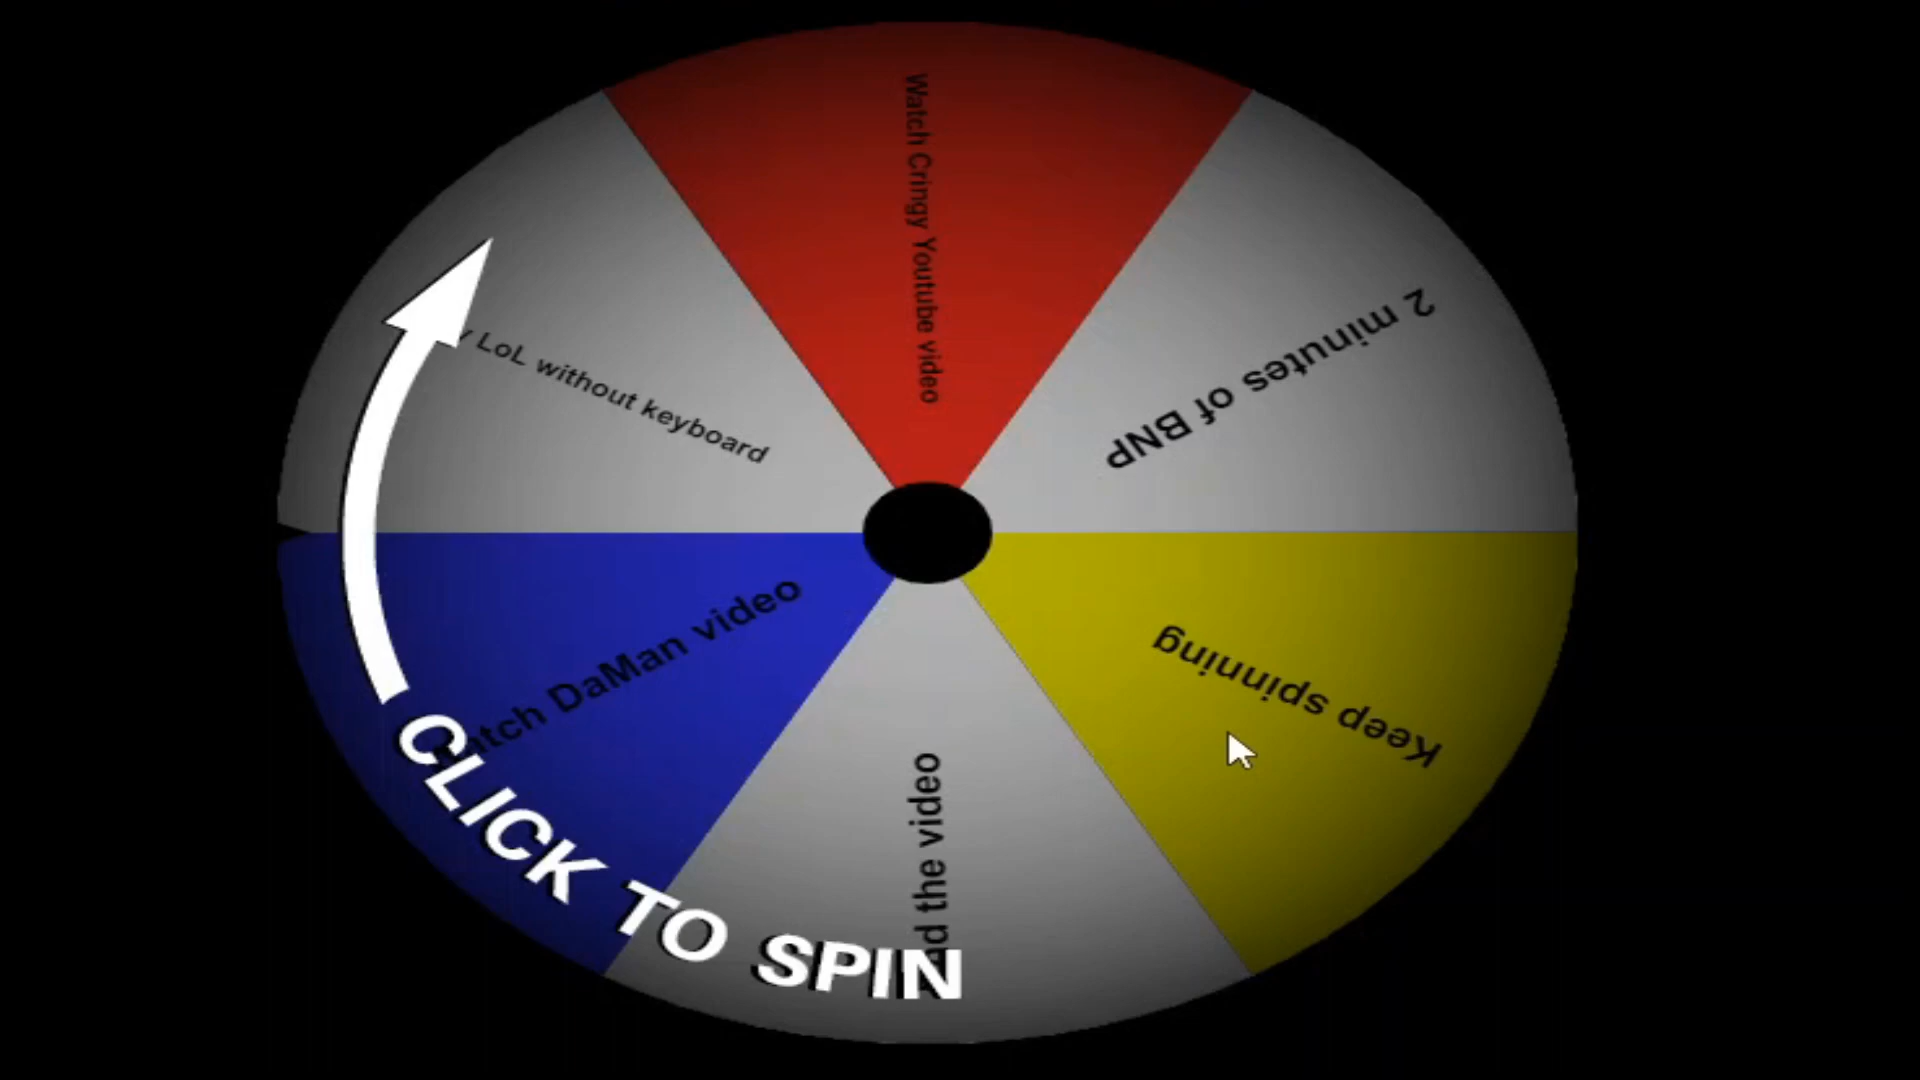 Watch Cringy Youtube video
2 minutes of BNP
LoL without keyboard
DaMan video
Keep spinning
the video
CLICK TO SPIN